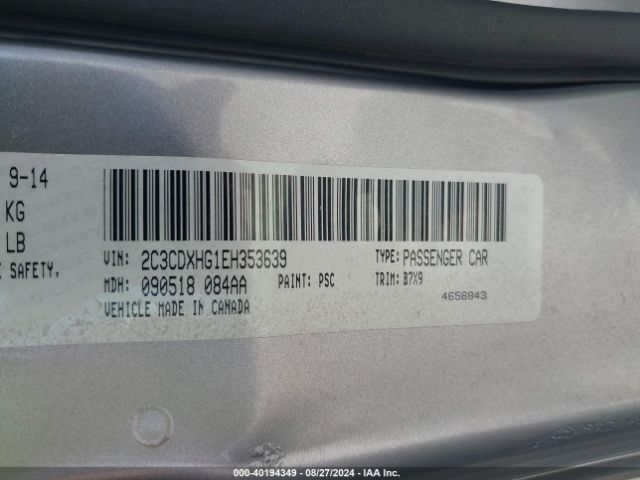 9-14
KG
LB
SAFETY,
VIN: 2C3CDXHG1EH353639 TYPE: PASSENGER CAR
MDH: 090518 084AA PAINT: PSC TRIM: B7X9
VEHICLE MADE IN CANADA 4658843
000-40194349 - 08/27/2024 - IAA Inc.